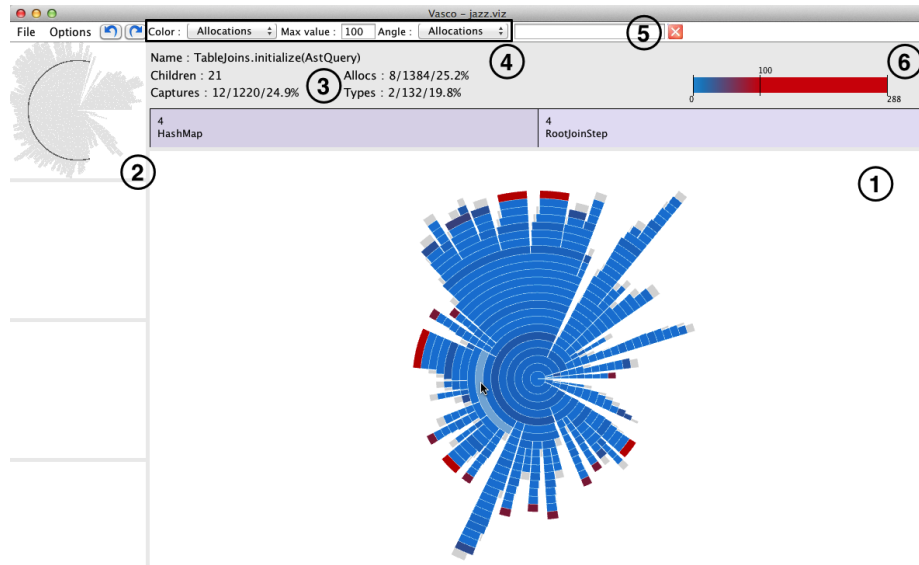 Vasco - jazz.viz
File Options Color : Allocations Max value : 100 Angle : Allocations 5
Name : TableJoins.initialize(AstQuery) 4 6
Children : 21 3 Allocs : 8/1384/25.2% 100
Captures : 12/1220/24.9% Types : 2/132/19.8%
0 288
4 4
HashMap RootJoinStep
2 1